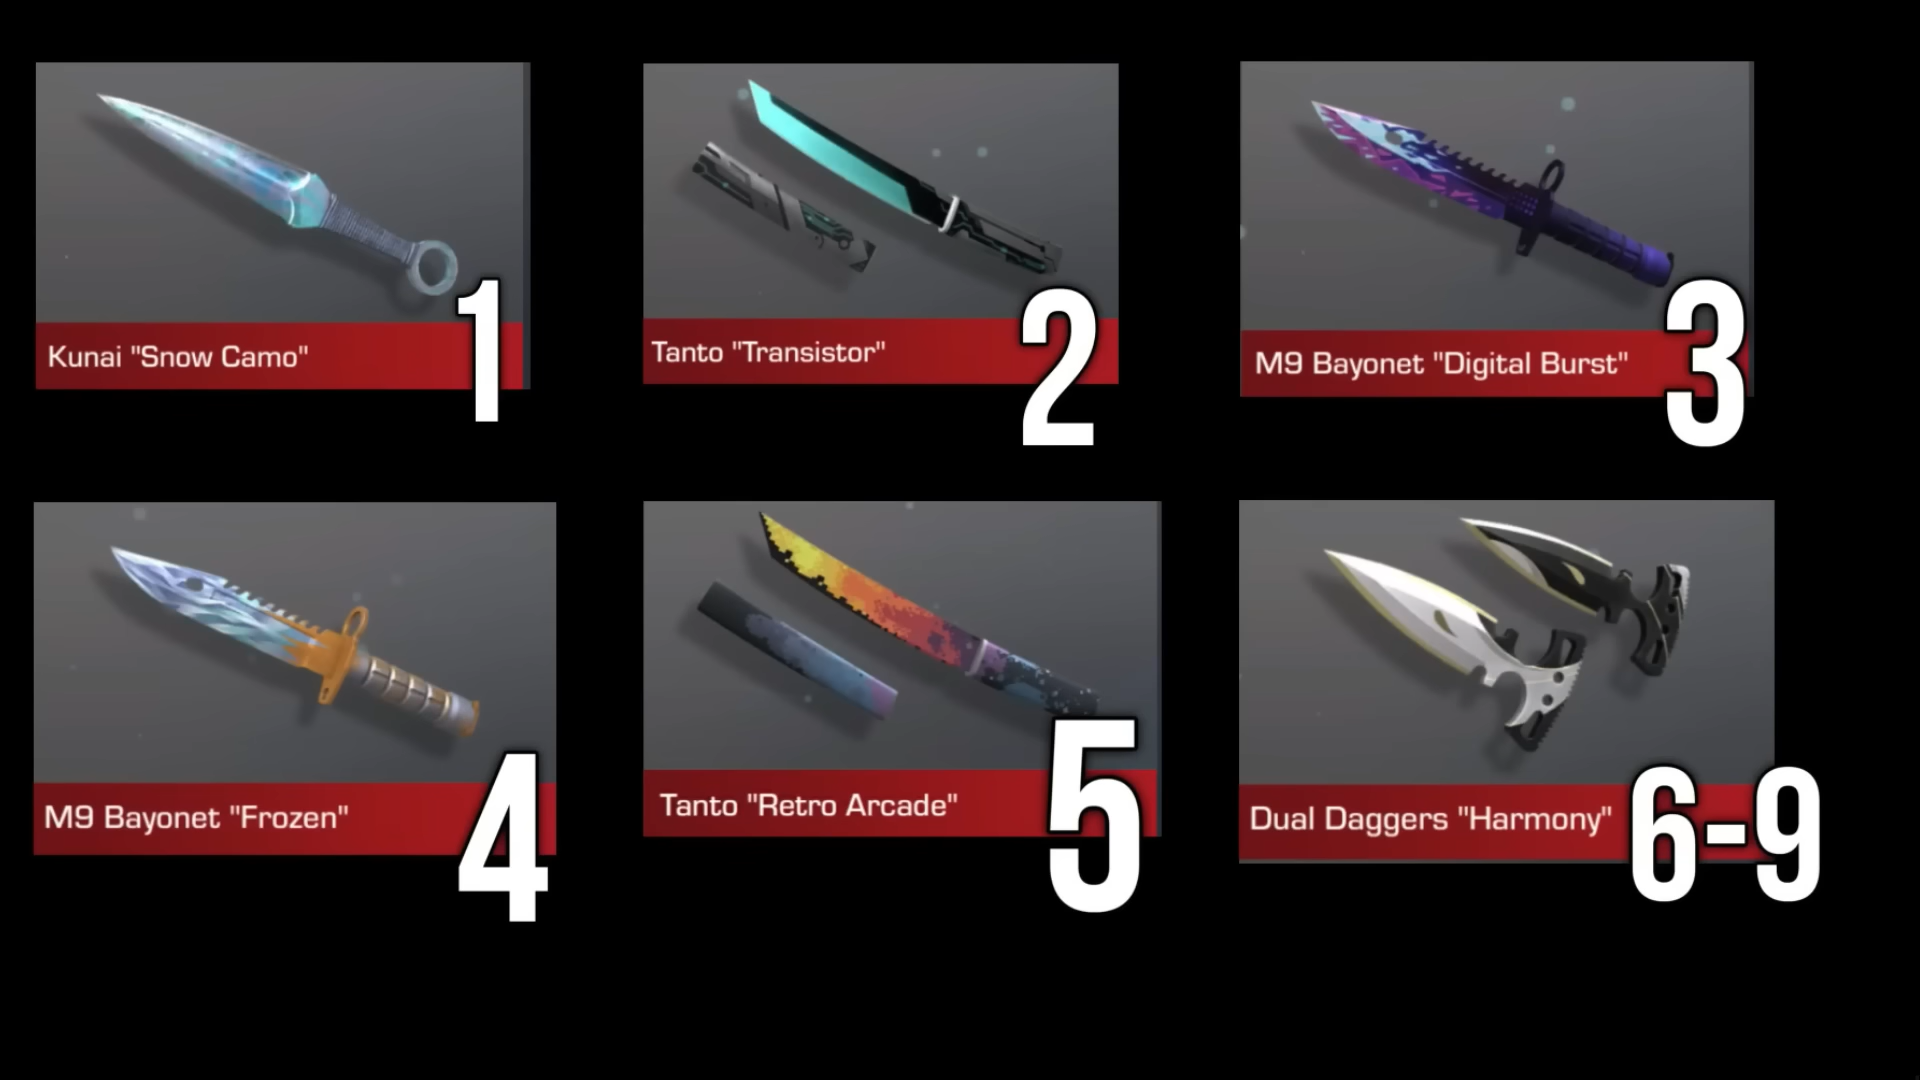 Kunai "Snow Camo"
1
Tanto "Transistor"
2
M9 Bayonet "Digital Burst"
3
M9 Bayonet "Frozen"
4
Tanto "Retro Arcade"
5
Dual Daggers "Harmony"
6-9